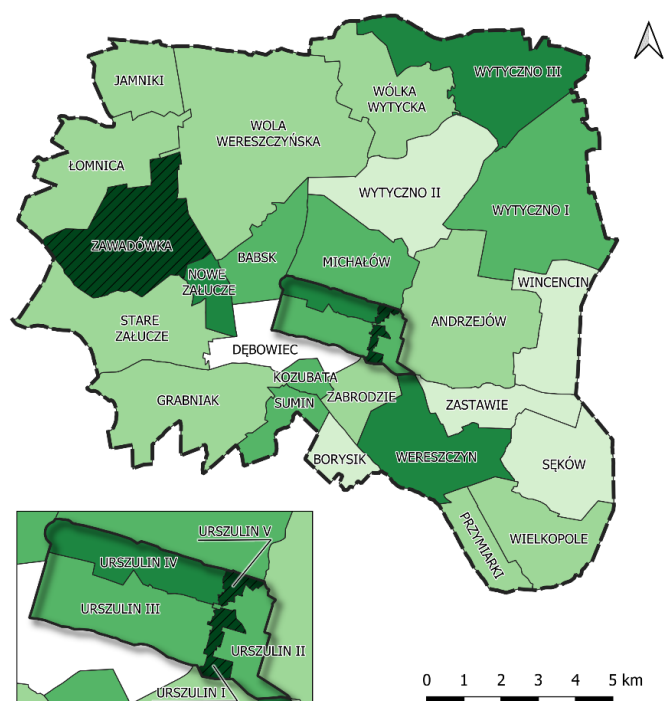 JAMNIKI
WÓLKA
WYTYCKA
WYTYCZNO III
WOLA
WERESZCZYŃSKA
ŁOMNICA
WYTYCZNO II
WYTYCZNO I
ZAWADÓWKA
BABSK
MICHAŁÓW
NOWE
ZAŁUCZE
WINCENCIN
STARE
ZAŁUCZE
ANDRZEJÓW
DĘBOWIEC
KOZUBATA
GRABNIAK
SUMIN
ZABRODZIE
ZASTAWIE
BORYSIK
WERESZCZYN
SĘKÓW
PRZYMIARKI
WIELKOPOLE
URSZULIN V
URSZULIN IV
URSZULIN III
URSZULIN II
URSZULIN I
0 1 2 3 4 5 km